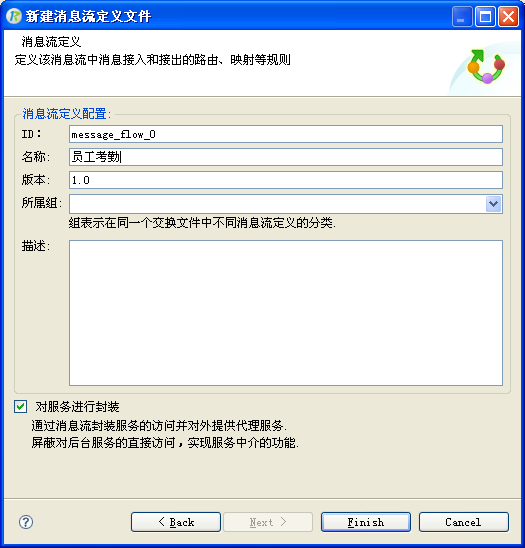 新建消息流定义文件
消息流定义
定义该消息流中消息接入和接出的路由、映射等规则
消息流定义配置:
ID: message_flow_0
名称: 员工考勤
版本: 1.0
所属组:
组表示在同一个交换文件中不同消息流定义的分类.
描述:
对服务进行封装
通过消息流封装服务的访问并对外提供代理服务.
屏蔽对后台服务的直接访问,实现服务中介的功能.
? < Back Next > Finish Cancel